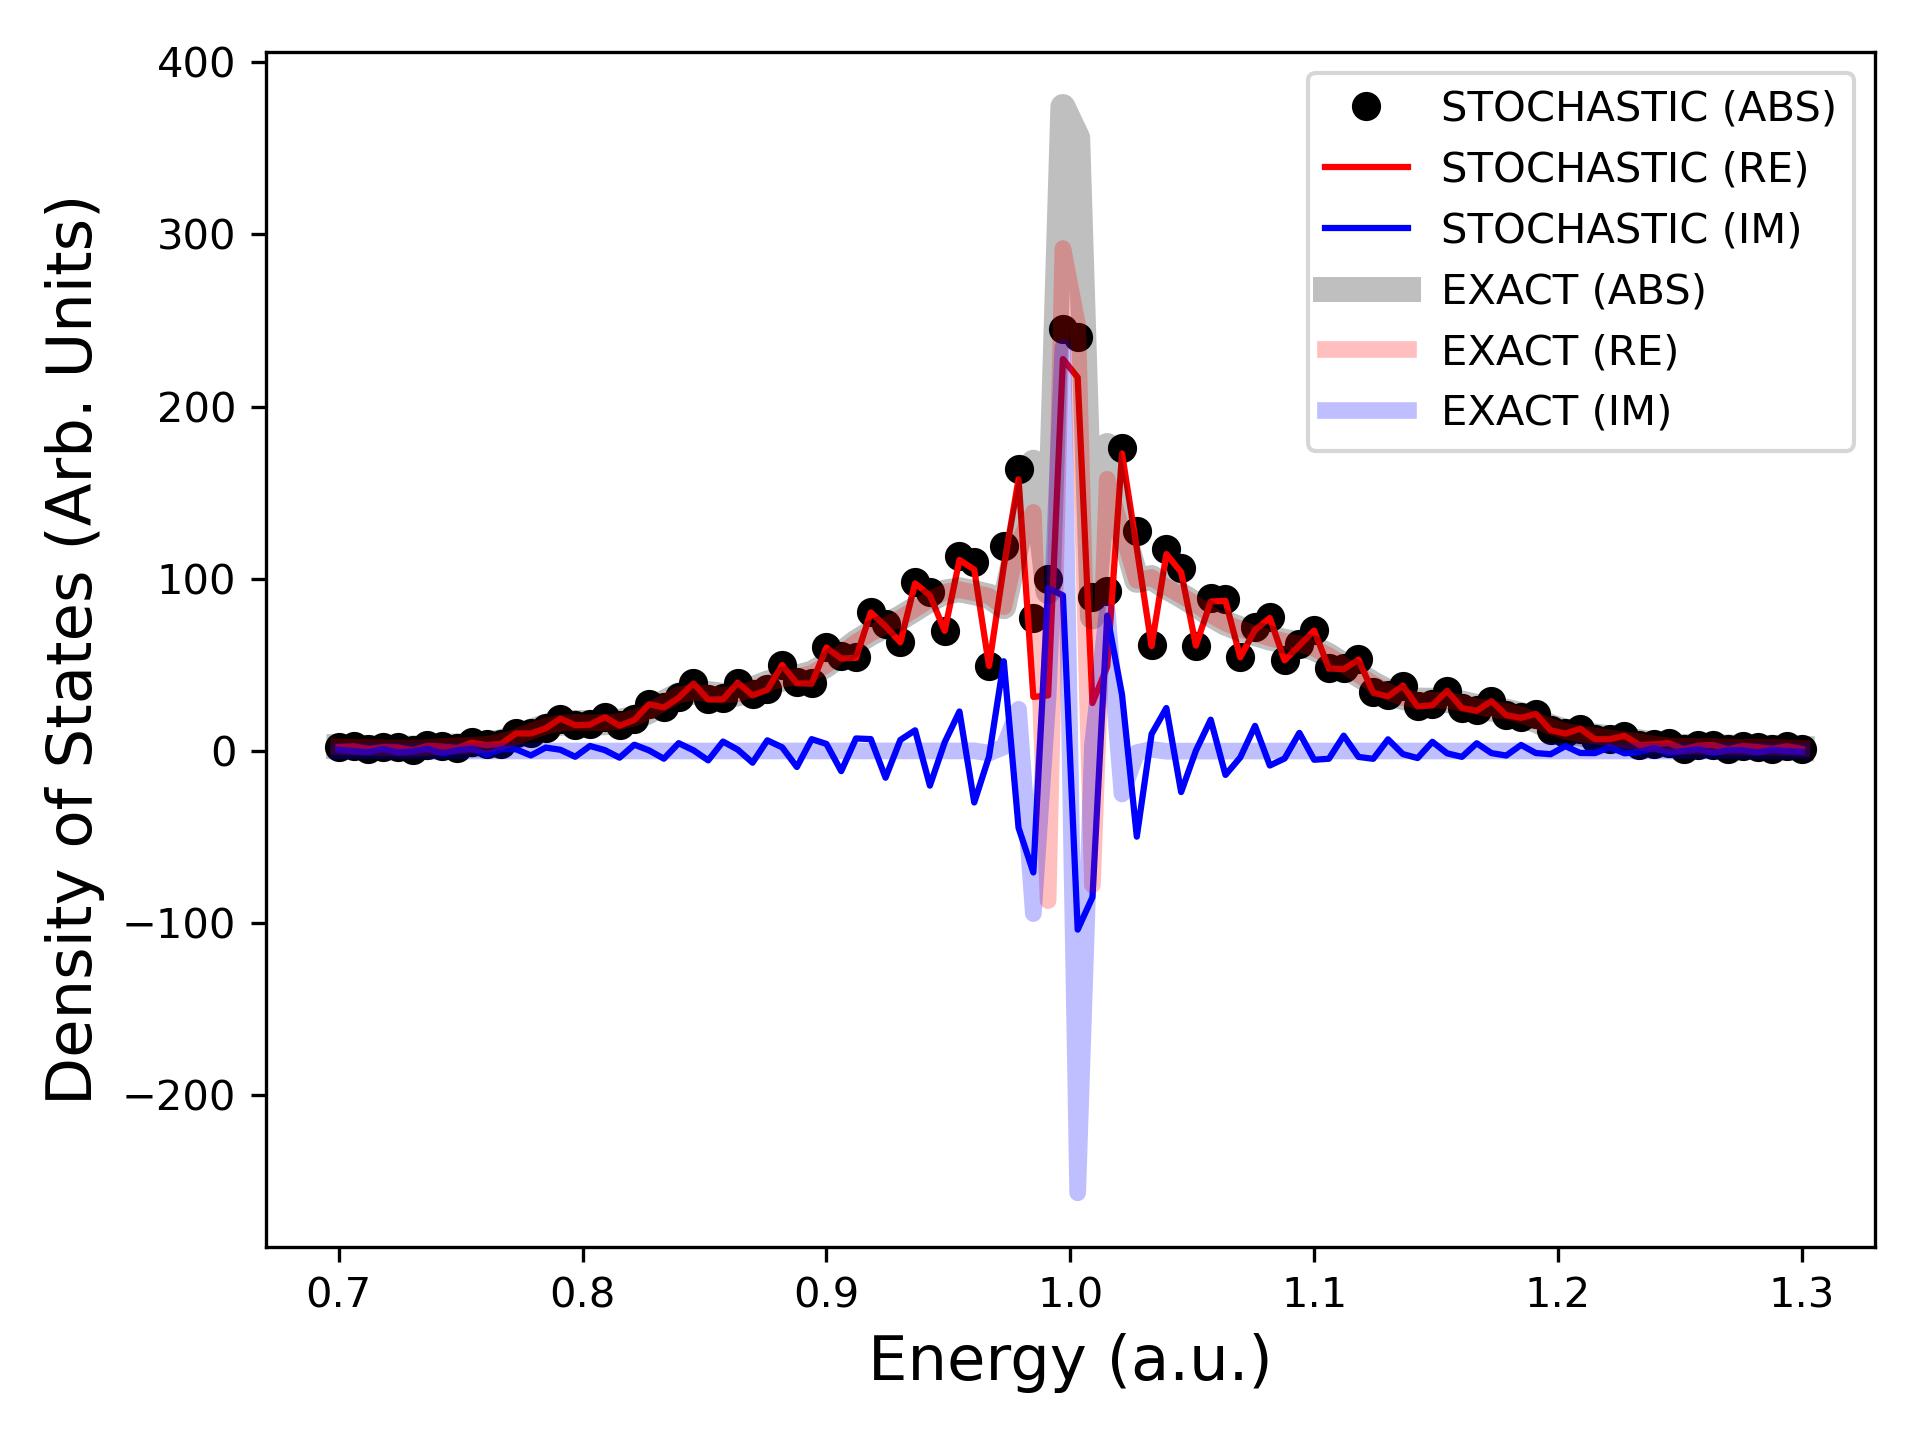 400
300
200
100
0
−100
−200
Density of States (Arb. Units)
STOCHASTIC (ABS)
STOCHASTIC (RE)
STOCHASTIC (IM)
EXACT (ABS)
EXACT (RE)
EXACT (IM)
0.7 0.8 0.9 1.0 1.1 1.2 1.3
Energy (a.u.)